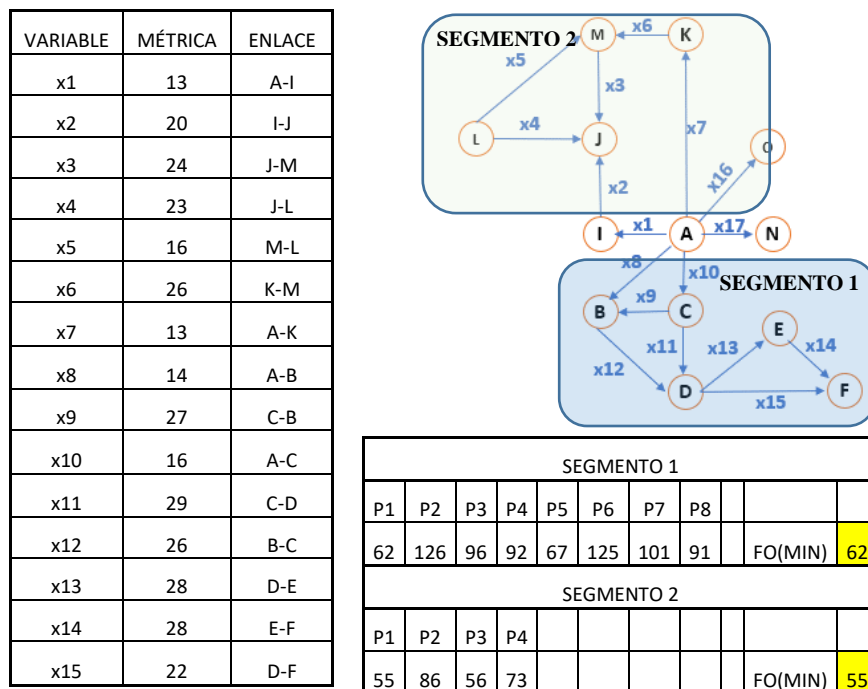 VARIABLE MÉTRICA ENLACE
x1 13 A-I
x2 20 I-J
x3 24 J-M
x4 23 J-L
x5 16 M-L
x6 26 K-M
x7 13 A-K
x8 14 A-B
x9 27 C-B
x10 16 A-C
x11 29 C-D
x12 26 B-C
x13 28 D-E
x14 28 E-F
x15 22 D-F
SEGMENTO 2 M x6 K
x5
x3
L x4 J x7 O
x2 x16
I x1 A x17 N
x8 x10 SEGMENTO 1
B x9 C E
x11 x13 x14
x12
D x15 F
SEGMENTO 1
P1 P2 P3 P4 P5 P6 P7 P8
62 126 96 92 67 125 101 91 FO(MIN) 62
SEGMENTO 2
P1 P2 P3 P4
55 86 56 73 FO(MIN) 55